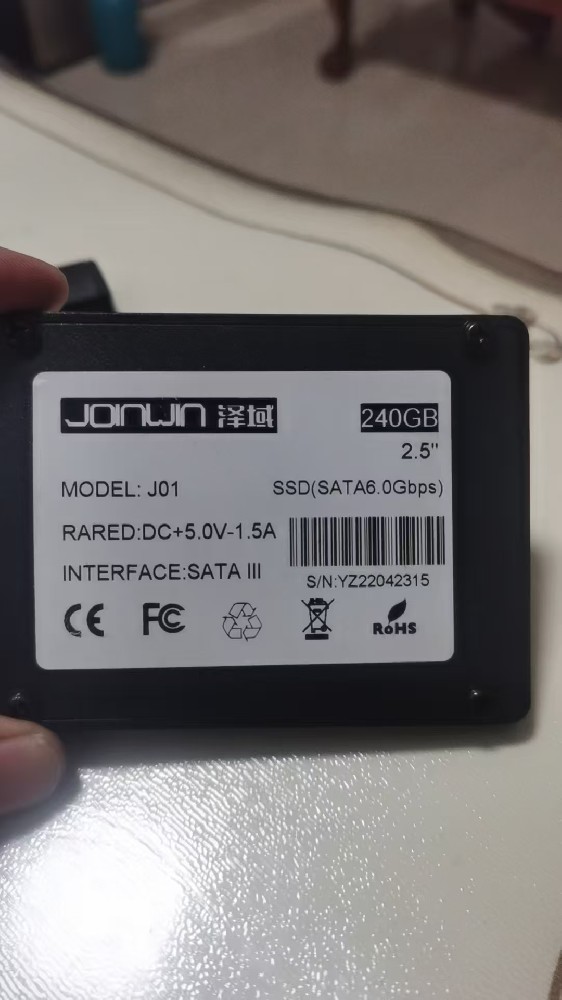 JOINWIN 泽域
240GB
2.5"
MODEL: J01
SSD(SATA6.0Gbps)
RARED:DC+5.0V-1.5A
INTERFACE:SATA III
S/N:YZ22042315
CE FC RoHS